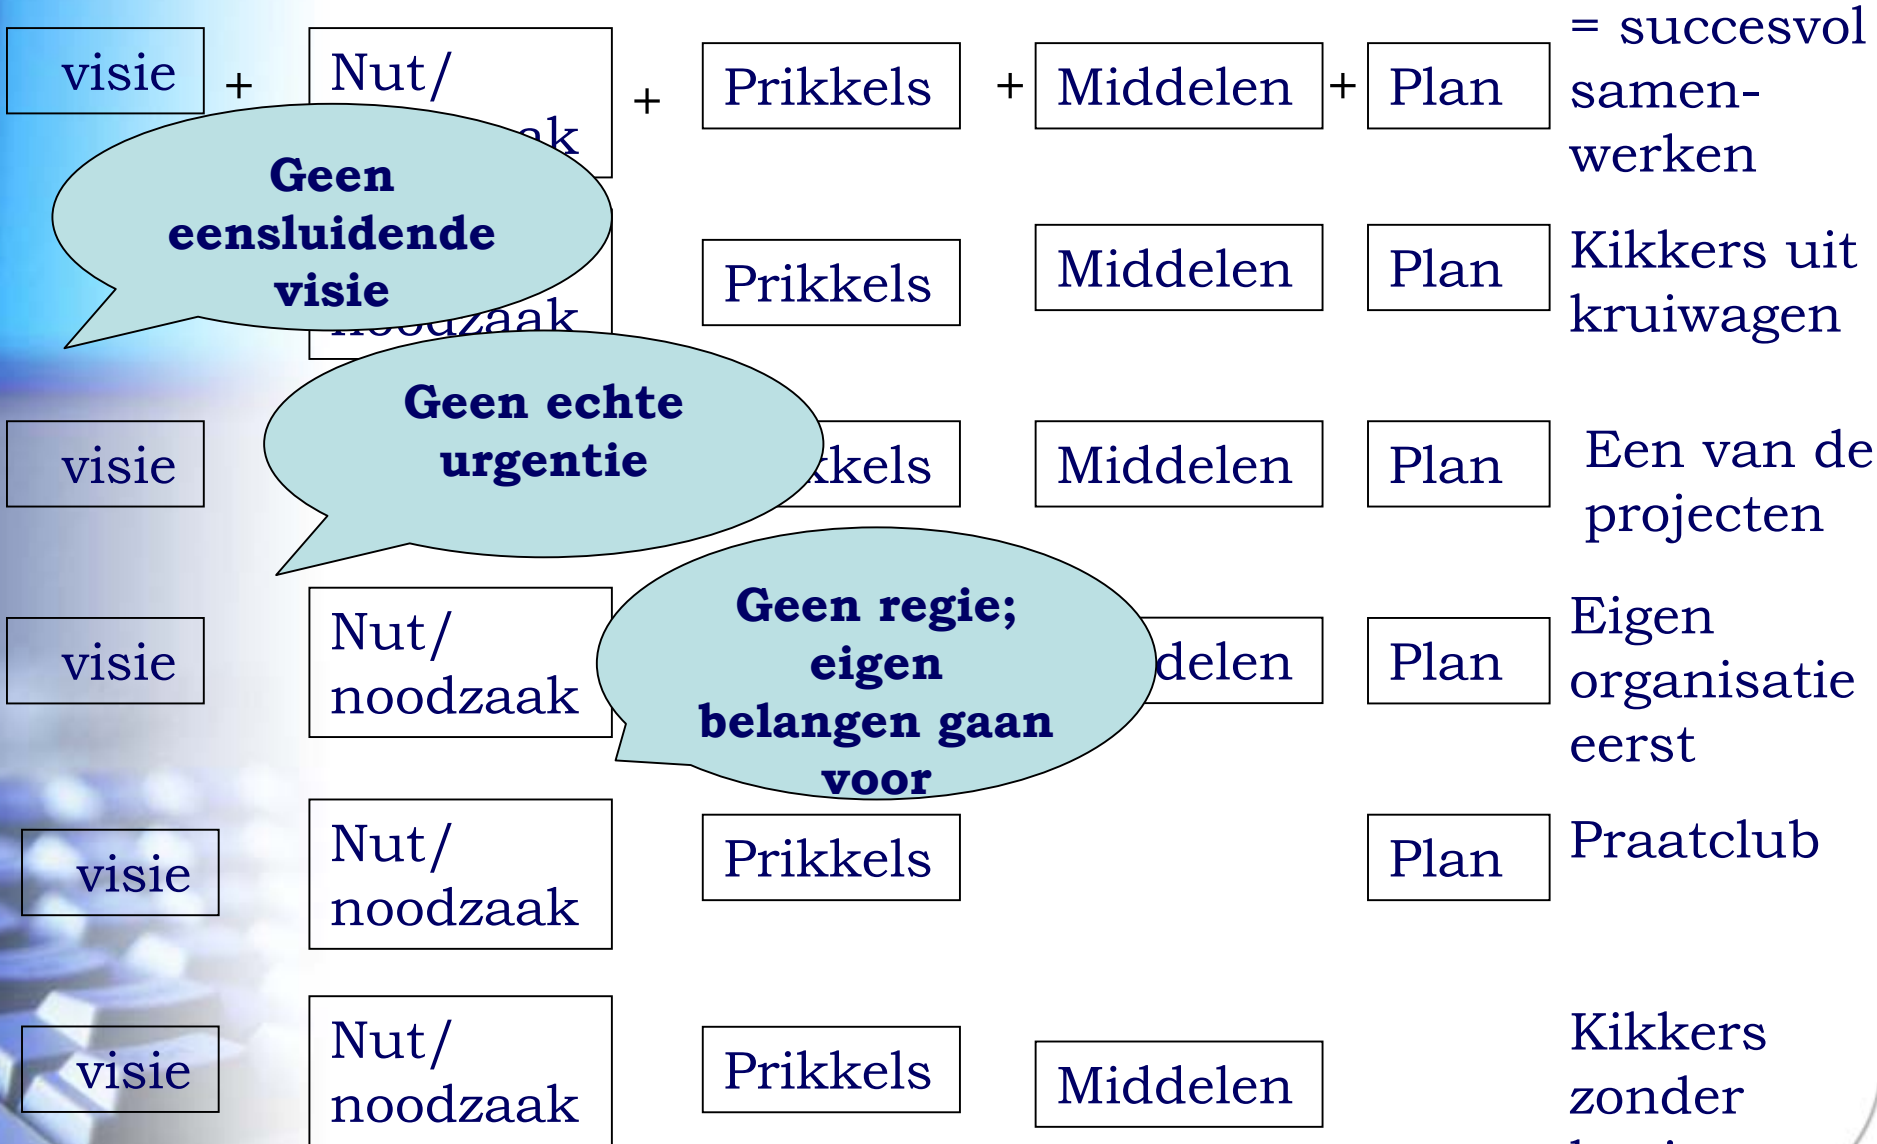 visie + Nut/ + Prikkels + Middelen + Plan
= succesvol
samen-
werken
Geen
eensluidende
visie
noodzaak
Prikkels
Middelen
Plan
Kikkers uit
kruiwagen
visie
Geen echte
urgentie
Middelen
Plan
Een van de
projecten
visie
Nut/
noodzaak
Geen regie;
eigen
belangen gaan
voor
Plan
Eigen
organisatie
eerst
visie
Nut/
noodzaak
Prikkels
Plan
Praatclub
visie
Nut/
noodzaak
Prikkels
Middelen
Kikkers
zonder